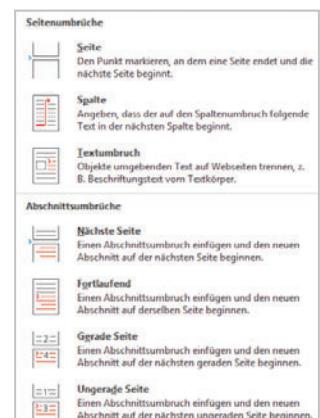 Seitenumbrüche
Seite
Den Punkt markieren, an dem eine Seite endet und die
nächste Seite beginnt.
Spalte
Angeben, dass der auf den Spaltenumbruch folgende
Text in der nächsten Spalte beginnt.
Textumbruch
Objekte umgebenden Text auf Webseiten trennen, z.
B. Beschriftungstext vom Textkörper.
Abschnittsumbrüche
Nächste Seite
Einen Abschnittsumbruch einfügen und den neuen
Abschnitt auf der nächsten Seite beginnen.
Fortlaufend
Einen Abschnittsumbruch einfügen und den neuen
Abschnitt auf derselben Seite beginnen.
Gerade Seite
Einen Abschnittsumbruch einfügen und den neuen
Abschnitt auf der nächsten geraden Seite beginnen.
Ungerade Seite
Einen Abschnittsumbruch einfügen und den neuen
Abschnitt auf der nächsten ungeraden Seite beginnen.
2
4
1
3